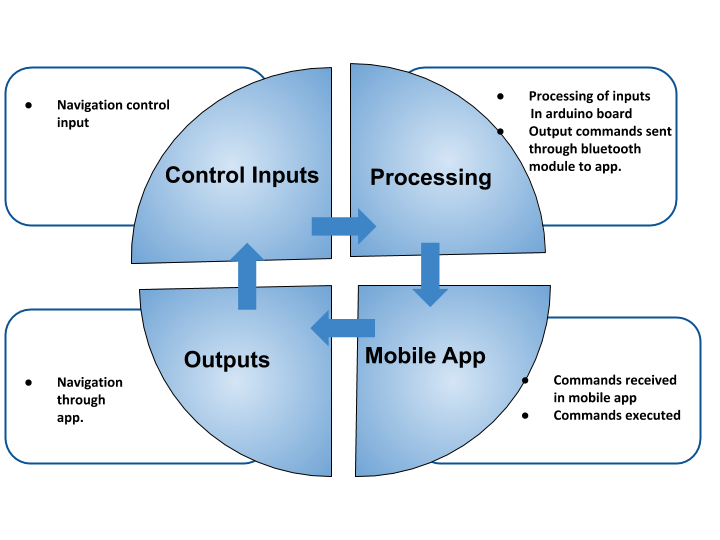 ● Navigation control
input
Control Inputs
● Processing of inputs
In arduino board
● Output commands sent
through bluetooth
module to app.
Processing
● Navigation
through
app.
Outputs
Mobile App
● Commands received
in mobile app
● Commands executed